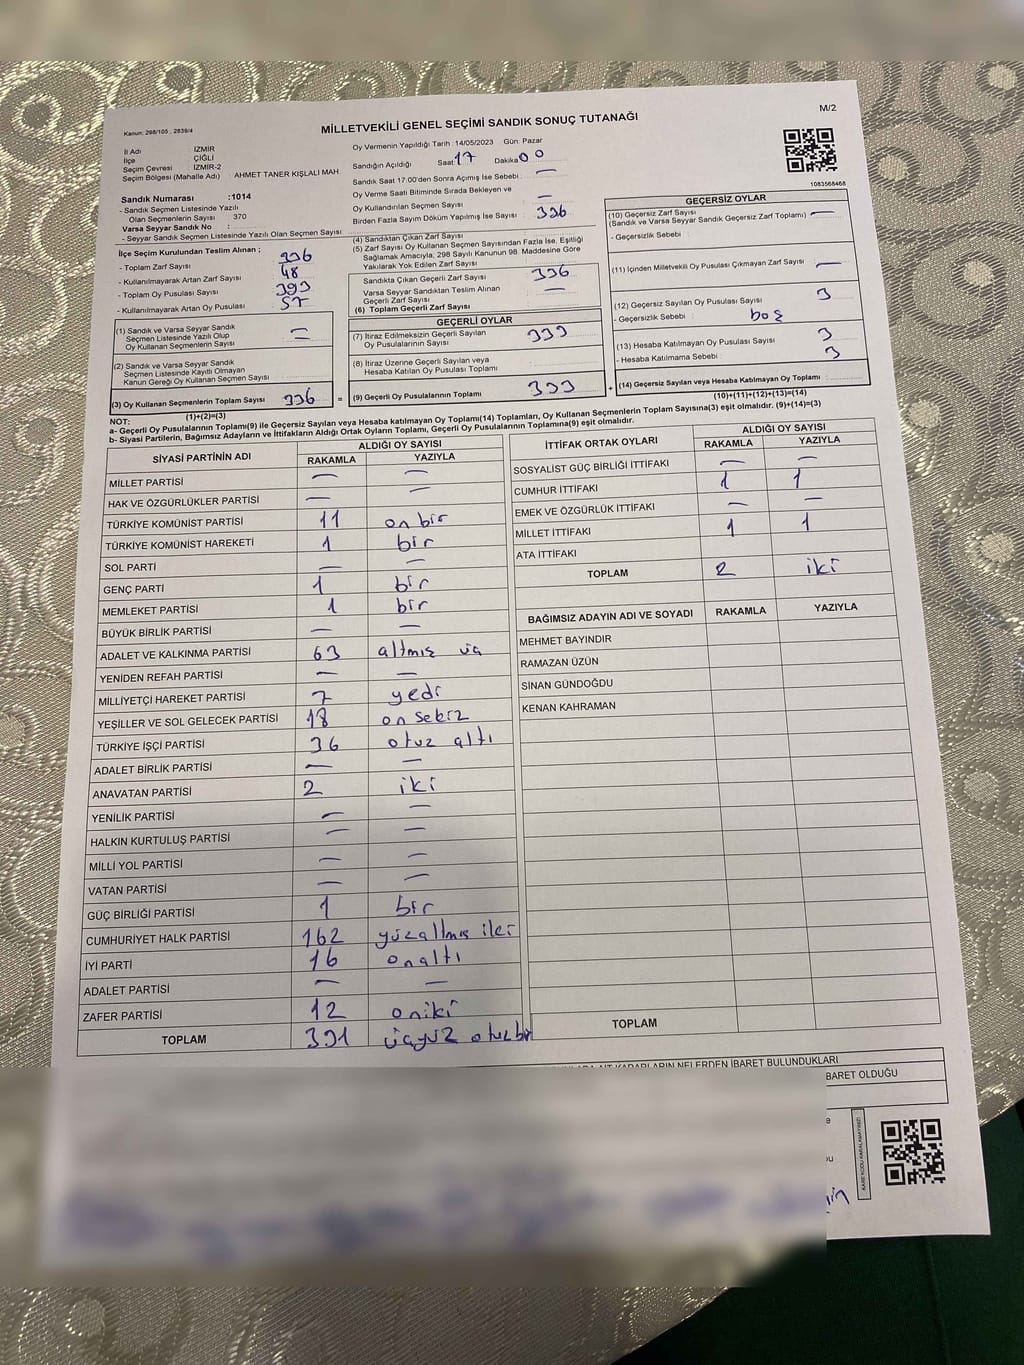 Kanun: 298/105 , 2839/4
MİLLETVEKİLİ GENEL SEÇİMİ SANDIK SONUÇ TUTANAĞI
M/2
İl Adı : İZMİR
İlçe : ÇİĞLİ
Seçim Çevresi : İZMİR-2
Seçim Bölgesi (Mahalle Adı) : AHMET TANER KIŞLALI MAH
Sandık Numarası :1014
- Sandık Seçmen Listesinde Yazılı
Olan Seçmenlerin Sayısı : 370
Varsa Seyyar Sandık No :
- Seyyar Seçmen Listesinde Yazılı Olan Seçmen Sayısı :
Oy Vermenin Yapıldığı Tarih :14/05/2023 Gün: Pazar
Sandığın Açıldığı Saat 17 Dakika 00
Sandık Saat 17:00'den Sonra Açılmış İse Sebebi : —
Oy Verme Saati Bitiminde Sırada Bekleyen ve
Oy Kullandırılan Seçmen Sayısı : —
Birden Fazla Sayım Döküm Yapılmış İse Sayısı : 336
1083568468
İlçe Seçim Kurulundan Teslim Alınan ;
- Toplam Zarf Sayısı : 396
- Kullanılmayarak Artan Zarf Sayısı : 48
- Toplam Oy Pusulası Sayısı : 393
- Kullanılmayarak Artan Oy Pusulası : 57
(1) Sandık ve Varsa Seyyar Sandık
Seçmen Listesinde Yazılı Olup
Oy Kullanan Seçmenlerin Sayısı
(2) Sandık ve Varsa Seyyar Sandık
Seçmen Listesinde Kayıtlı Olmayan
Kanun Gereği Oy Kullanan Seçmen Sayısı :
(3) Oy Kullanan Seçmenlerin Toplam Sayısı 336
(1)+(2)=(3)
(4) Sandıktan Çıkan Zarf Sayısı
(5) Zarf Sayısı Oy Kullanan Seçmen Sayısından Fazla İse, Eşitliği
Sağlamak Amacıyla, 298 Sayılı Kanunun 98. Maddesine Göre
Yakılarak Yok Edilen Zarf Sayısı
Sandıkta Çıkan Geçerli Zarf Sayısı 336
Varsa Seyyar Sandıktan Teslim Alınan
Geçerli Zarf Sayısı —
(6) Toplam Geçerli Zarf Sayısı
GEÇERLİ OYLAR
(7) İtiraz Edilmeksizin Geçerli Sayılan
Oy Pusulalarının Sayısı 333
(8) İtiraz Üzerine Geçerli Sayılan veya
Hesaba Katılan Oy Pusulası Toplamı
= (9) Geçerli Oy Pusulalarının Toplamı 333 +
GEÇERSİZ OYLAR
(10) Geçersiz Zarf Sayısı —
(Sandık ve Varsa Seyyar Sandık Geçersiz Zarf Toplamı)
- Geçersizlik Sebebi :
(11) İçinden Milletvekili Oy Pusulası Çıkmayan Zarf Sayısı —
(12) Geçersiz Sayılan Oy Pusulası Sayısı 3
- Geçersizlik Sebebi : boş
(13) Hesaba Katılmayan Oy Pusulası Sayısı 3
- Hesaba Katılmama Sebebi : 3
(14) Geçersiz Sayılan veya Hesaba Katılmayan Oy Toplamı
(10)+(11)+(12)+(13)=(14)
NOT:
a- Geçerli Oy Pusulalarının Toplamı(9) ile Geçersiz Sayılan veya Hesaba Katılmayan Oy Toplamı(14) Toplamları, Oy Kullanan Seçmenlerin Toplam Sayısına(3) eşit olmalıdır. (9)+(14)=(3)
b- Siyasi Partilerin, Bağımsız Adayların ve İttifakların Aldığı Ortak Oyların Toplamı, Geçerli Oy Pusulalarının Toplamına(9) eşit olmalıdır.
SİYASİ PARTİNİN ADI ALDIĞI OY SAYISI
RAKAMLA YAZIYLA
MİLLET PARTİSİ — —
HAK VE ÖZGÜRLÜKLER PARTİSİ — —
TÜRKİYE KOMÜNİST PARTİSİ 11 on bir
TÜRKİYE KOMÜNİST HAREKETİ 1 bir
SOL PARTİ — —
GENÇ PARTİ 1 bir
MEMLEKET PARTİSİ 1 bir
BÜYÜK BİRLİK PARTİSİ — —
ADALET VE KALKINMA PARTİSİ 63 altmış üç
YENİDEN REFAH PARTİSİ — —
MİLLİYETÇİ HAREKET PARTİSİ 7 yedi
YEŞİLLER VE SOL GELECEK PARTİSİ 18 on sekiz
TÜRKİYE İŞÇİ PARTİSİ 36 otuz altı
ADALET BİRLİK PARTİSİ — —
ANAVATAN PARTİSİ 2 iki
YENİLİK PARTİSİ — —
HALKIN KURTULUŞ PARTİSİ — —
MİLLİ YOL PARTİSİ — —
VATAN PARTİSİ — —
GÜÇ BİRLİĞİ PARTİSİ 1 bir
CUMHURİYET HALK PARTİSİ 162 yüzaltmış iki
İYİ PARTİ 16 onaltı
ADALET PARTİSİ — —
ZAFER PARTİSİ 12 oniki
TOPLAM 331 üçyüz otuzbir
İTTİFAK ORTAK OYLARI ALDIĞI OY SAYISI
RAKAMLA YAZIYLA
SOSYALİST GÜÇ BİRLİĞİ İTTİFAKI — —
CUMHUR İTTİFAKI 1 1
EMEK VE ÖZGÜRLÜK İTTİFAKI — —
MİLLET İTTİFAKI 1 1
ATA İTTİFAKI
TOPLAM 2 iki
BAĞIMSIZ ADAYIN ADI VE SOYADI RAKAMLA YAZIYLA
MEHMET BAYINDIR
RAMAZAN ÜZÜN
SİNAN GÜNDOĞDU
KENAN KAHRAMAN
TOPLAM
KARARLARIN NELERDEN İBARET BULUNDUKLARI
BARET OLDUĞU